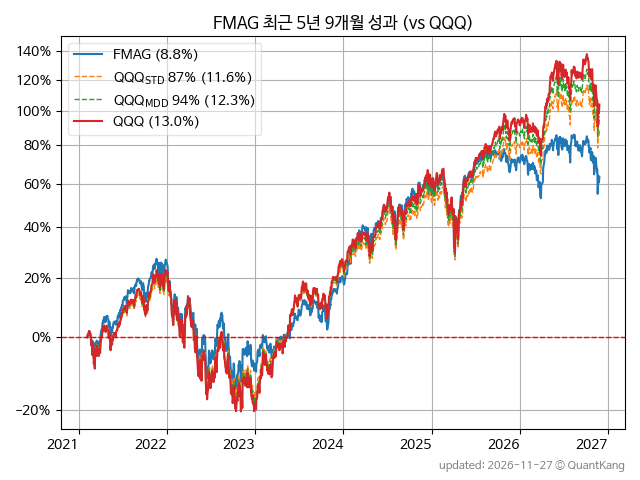 FMAG 최근 5년 9개월 성과 (vs QQQ)
140%
120%
100%
80%
60%
40%
20%
0%
−20%
FMAG (8.8%)
QQQSTD 87% (11.6%)
QQQMDD 94% (12.3%)
QQQ (13.0%)
2021 2022 2023 2024 2025 2026 2027
updated: 2026-11-27 © QuantKang